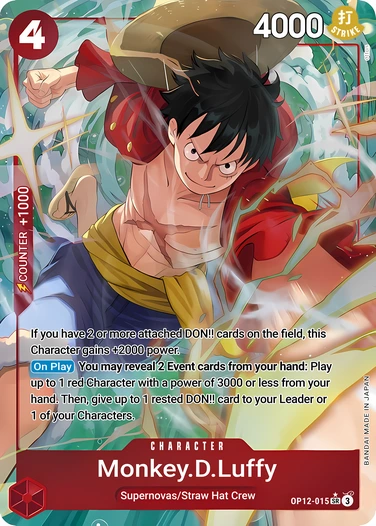 4
4000
打
STRIKE
COUNTER +1000
If you have 2 or more attached DON!! cards on the field, this
Character gains +2000 power.
On Play You may reveal 2 Event cards from your hand: Play
up to 1 red Character with a power of 3000 or less from your
hand. Then, give up to 1 rested DON!! card to your Leader or
1 of your Characters.
BANDAI MADE IN JAPAN
CHARACTER
Monkey.D.Luffy
Supernovas/Straw Hat Crew
OP12-015 SR 3